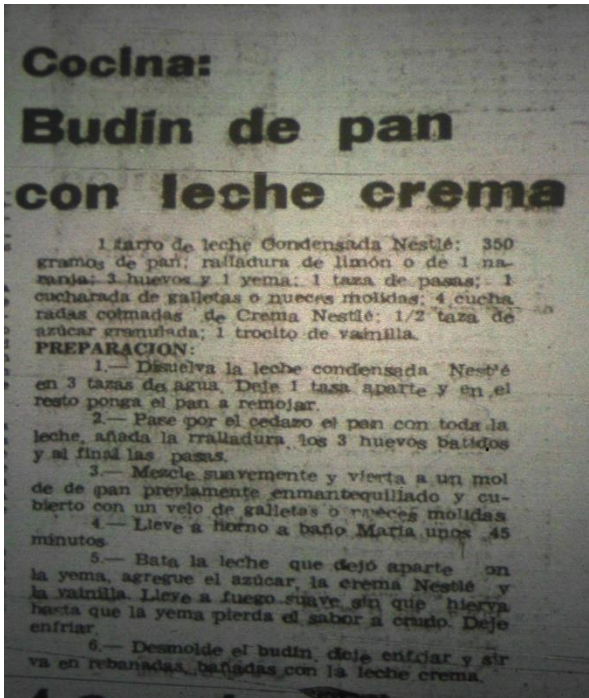 Cocina:
Budín de pan
con leche crema
1 tarro de leche Condensada Nestlé; 350
gramos de pan; ralladura de limón o de 1 na-
ranja; 3 huevos y 1 yema; 1 taza de pasas; 1
cucharada de galletas o nueces molidas; 4 cucha
radas colmadas de Crema Nestlé; 1/2 taza de
azúcar granulada; 1 trocito de vainilla.
PREPARACION:
1.— Disuelva la leche condensada Nestlé
en 3 tazas de agua. Deje 1 tasa aparte y en el
resto ponga el pan a remojar.
2.— Pase por el cedazo el pan con toda la
leche, añada la rralladura, los 3 huevos batidos
y al final las pasas.
3.— Mezcle suavemente y vierta a un mol
de de pan previamente enmantequillado y cu-
bierto con un velo de galletas o molidas
4.— Lleve a horno a baño María unos 45
minutos.
5.— Bata la leche que dejó aparte on
la yema, agregue el azúcar, la crema Nestlé y
la vainilla. Lleve a fuego suave sin que hierva
hasta que la yema pierda el sabor a crudo. Deje
enfriar.
6.— Desmolde el budín, deje enfriar y sir
va en rebanadas, bañadas con la leche crema.